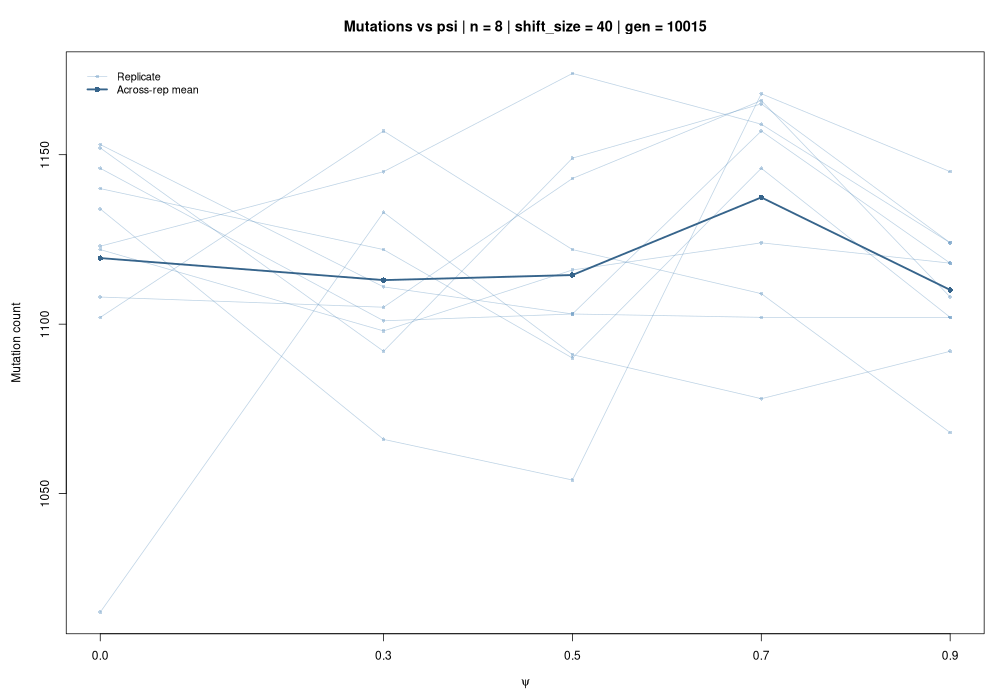 Mutations vs psi | n = 8 | shift_size = 40 | gen = 10015
Replicate
Across-rep mean
Mutation count
1150
1100
1050
0.0 0.3 0.5 0.7 0.9
ψ